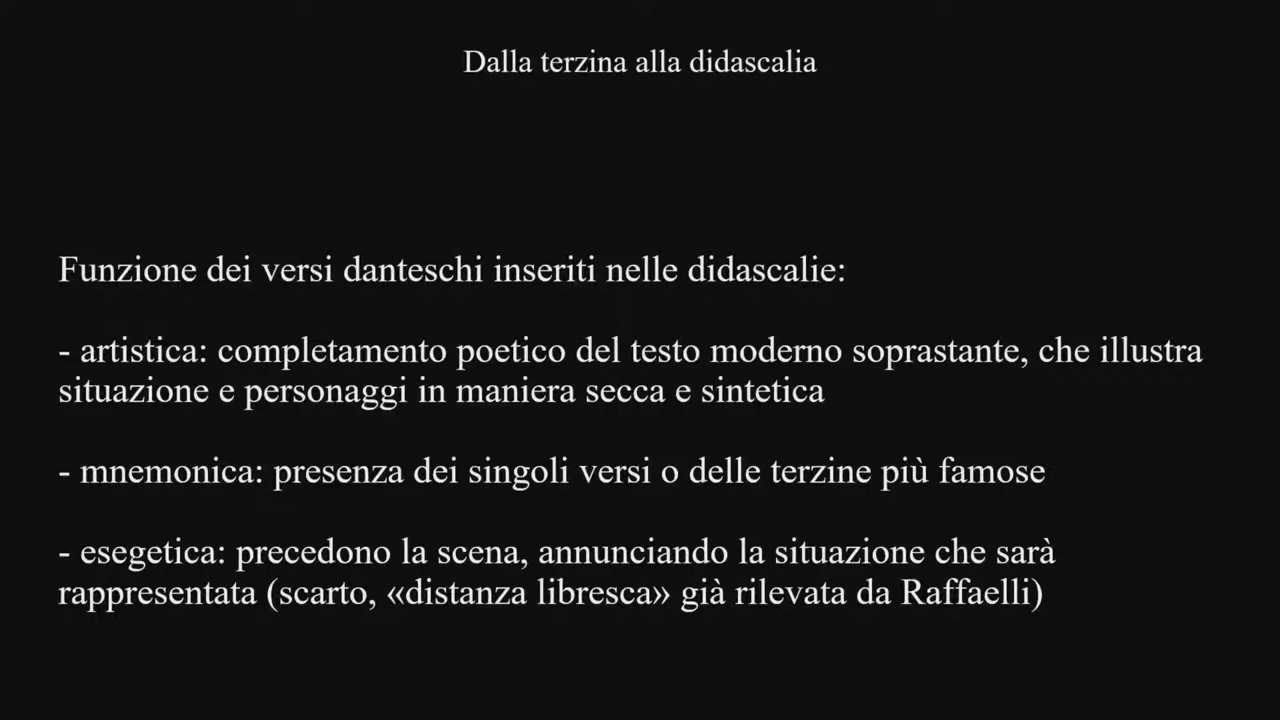 Dalla terzina alla didascalia
Funzione dei versi danteschi inseriti nelle didascalie:
- artistica: completamento poetico del testo moderno soprastante, che illustra
situazione e personaggi in maniera secca e sintetica
- mnemonica: presenza dei singoli versi o delle terzine più famose
- esegetica: precedono la scena, annunciando la situazione che sarà
rappresentata (scarto, «distanza libresca» già rilevata da Raffaelli)